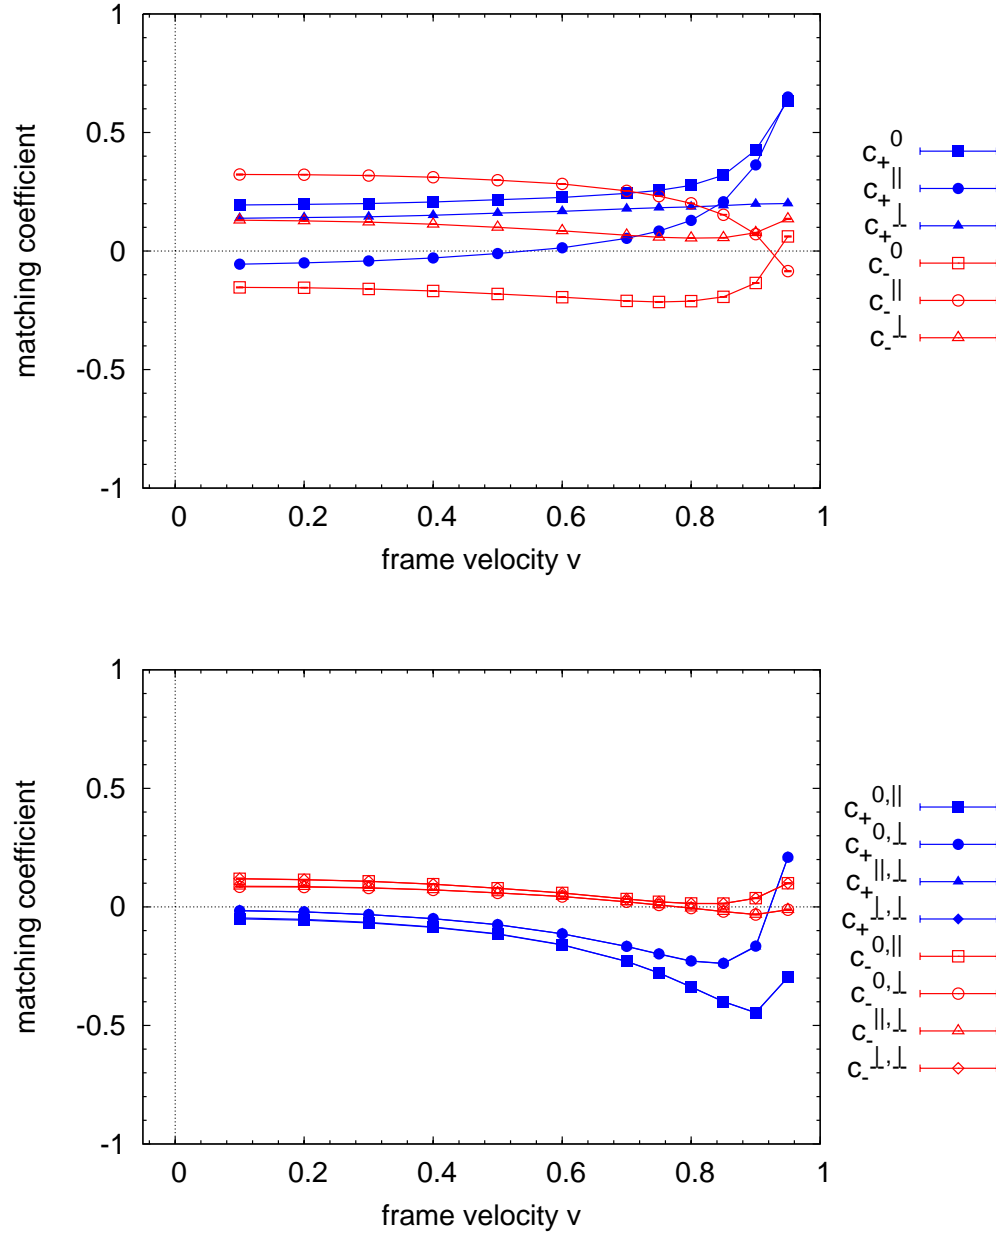 matching coefficient
1
0.5
0
-0.5
-1
0 0.2 0.4 0.6 0.8 1
frame velocity v
c₊⁰
c₊^||
c₊^⊥
c₋⁰
c₋^||
c₋^⊥
matching coefficient
1
0.5
0
-0.5
-1
0 0.2 0.4 0.6 0.8 1
frame velocity v
c₊^0,||
c₊^0,⊥
c₊^||,⊥
c₊^⊥,⊥
c₋^0,||
c₋^0,⊥
c₋^||,⊥
c₋^⊥,⊥